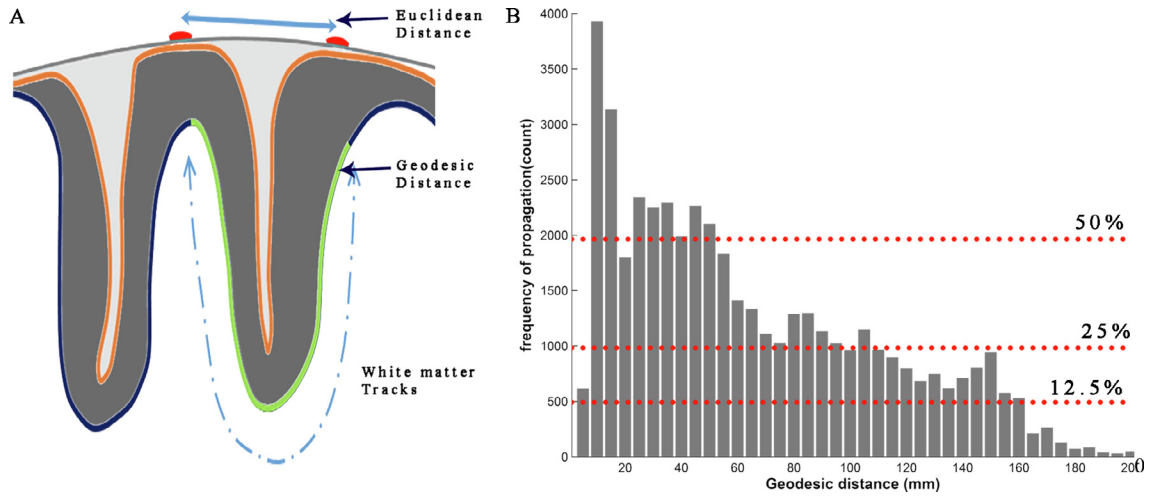 A
Euclidean
Distance
Geodesic
Distance
White matter
Tracks
B
frequency of propagation(count)
4000
3500
3000
2500
2000
1500
1000
500
0
50%
25%
12.5%
20
40
60
80
100
120
140
160
180
200
Geodesic distance (mm)